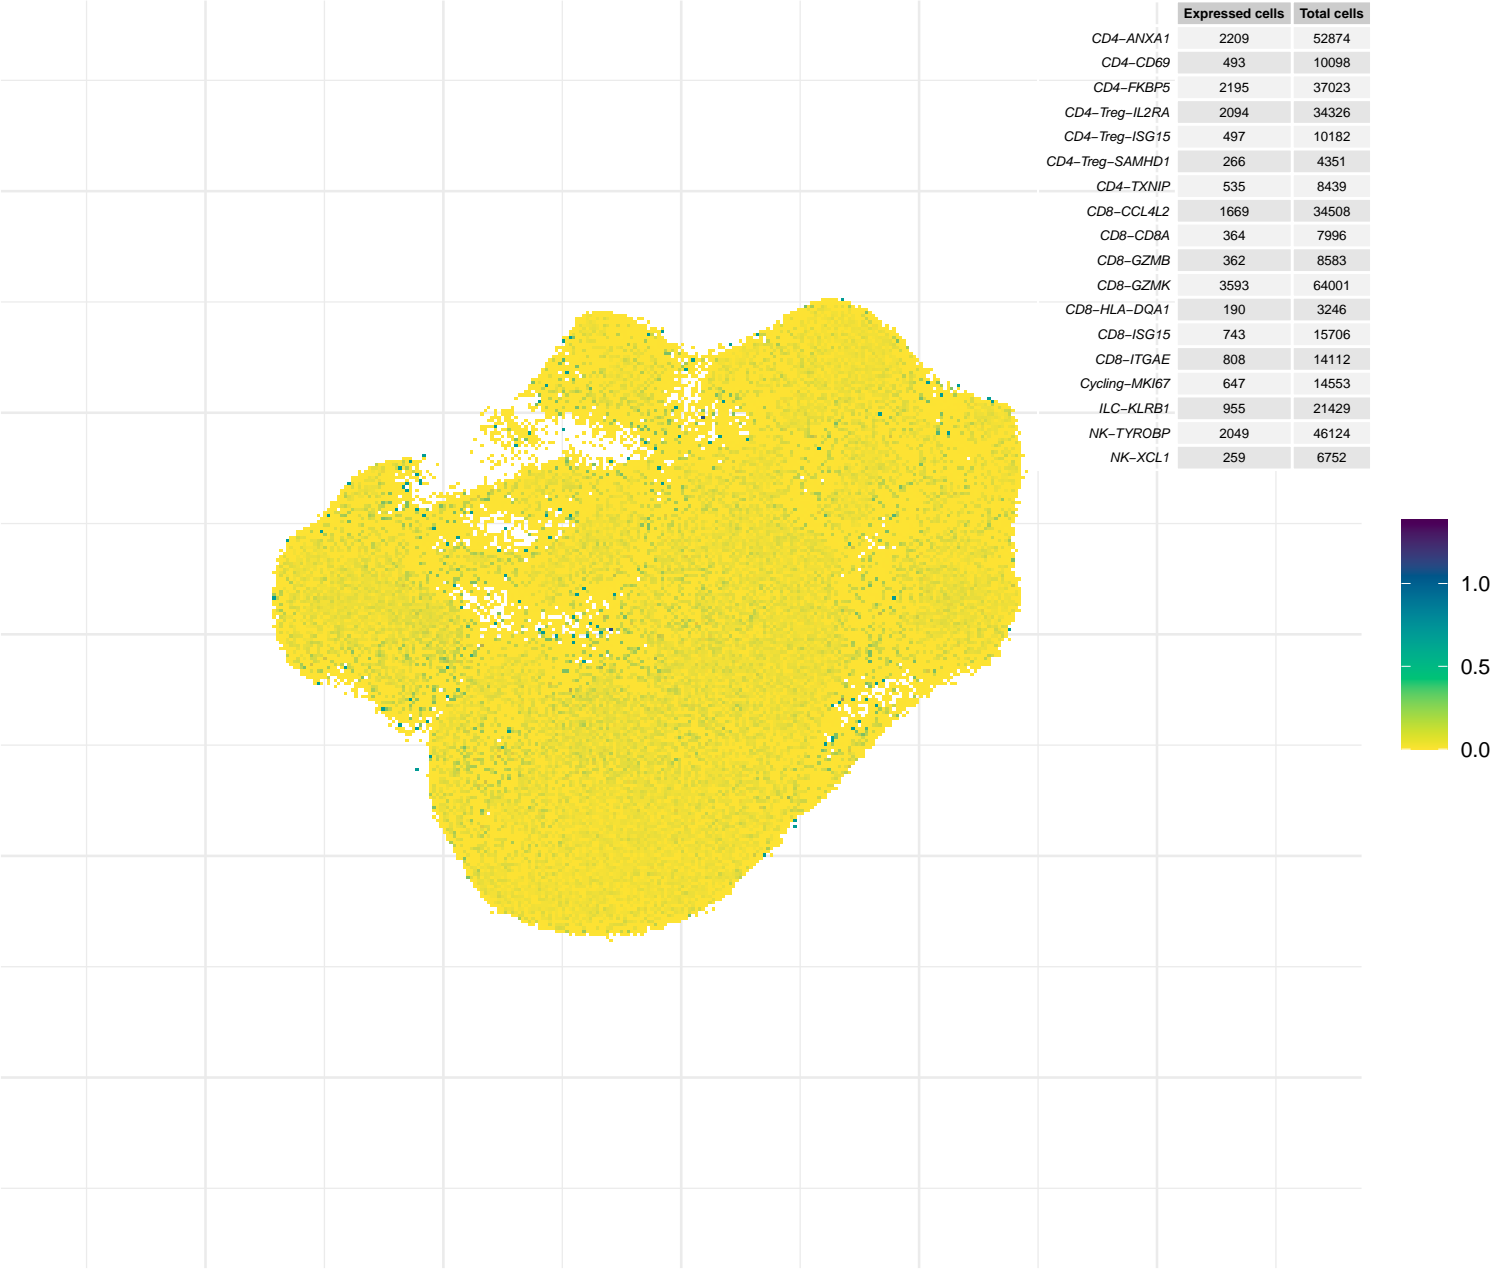 Expressed cells Total cells
CD4−ANXA1 2209 52874
CD4−CD69 493 10098
CD4−FKBP5 2195 37023
CD4−Treg−IL2RA 2094 34326
CD4−Treg−ISG15 497 10182
CD4−Treg−SAMHD1 266 4351
CD4−TXNIP 535 8439
CD8−CCL4L2 1669 34508
CD8−CD8A 364 7996
CD8−GZMB 362 8583
CD8−GZMK 3593 64001
CD8−HLA−DQA1 190 3246
CD8−ISG15 743 15706
CD8−ITGAE 808 14112
Cycling−MKI67 647 14553
ILC−KLRB1 955 21429
NK−TYROBP 2049 46124
NK−XCL1 259 6752
1.0
0.5
0.0